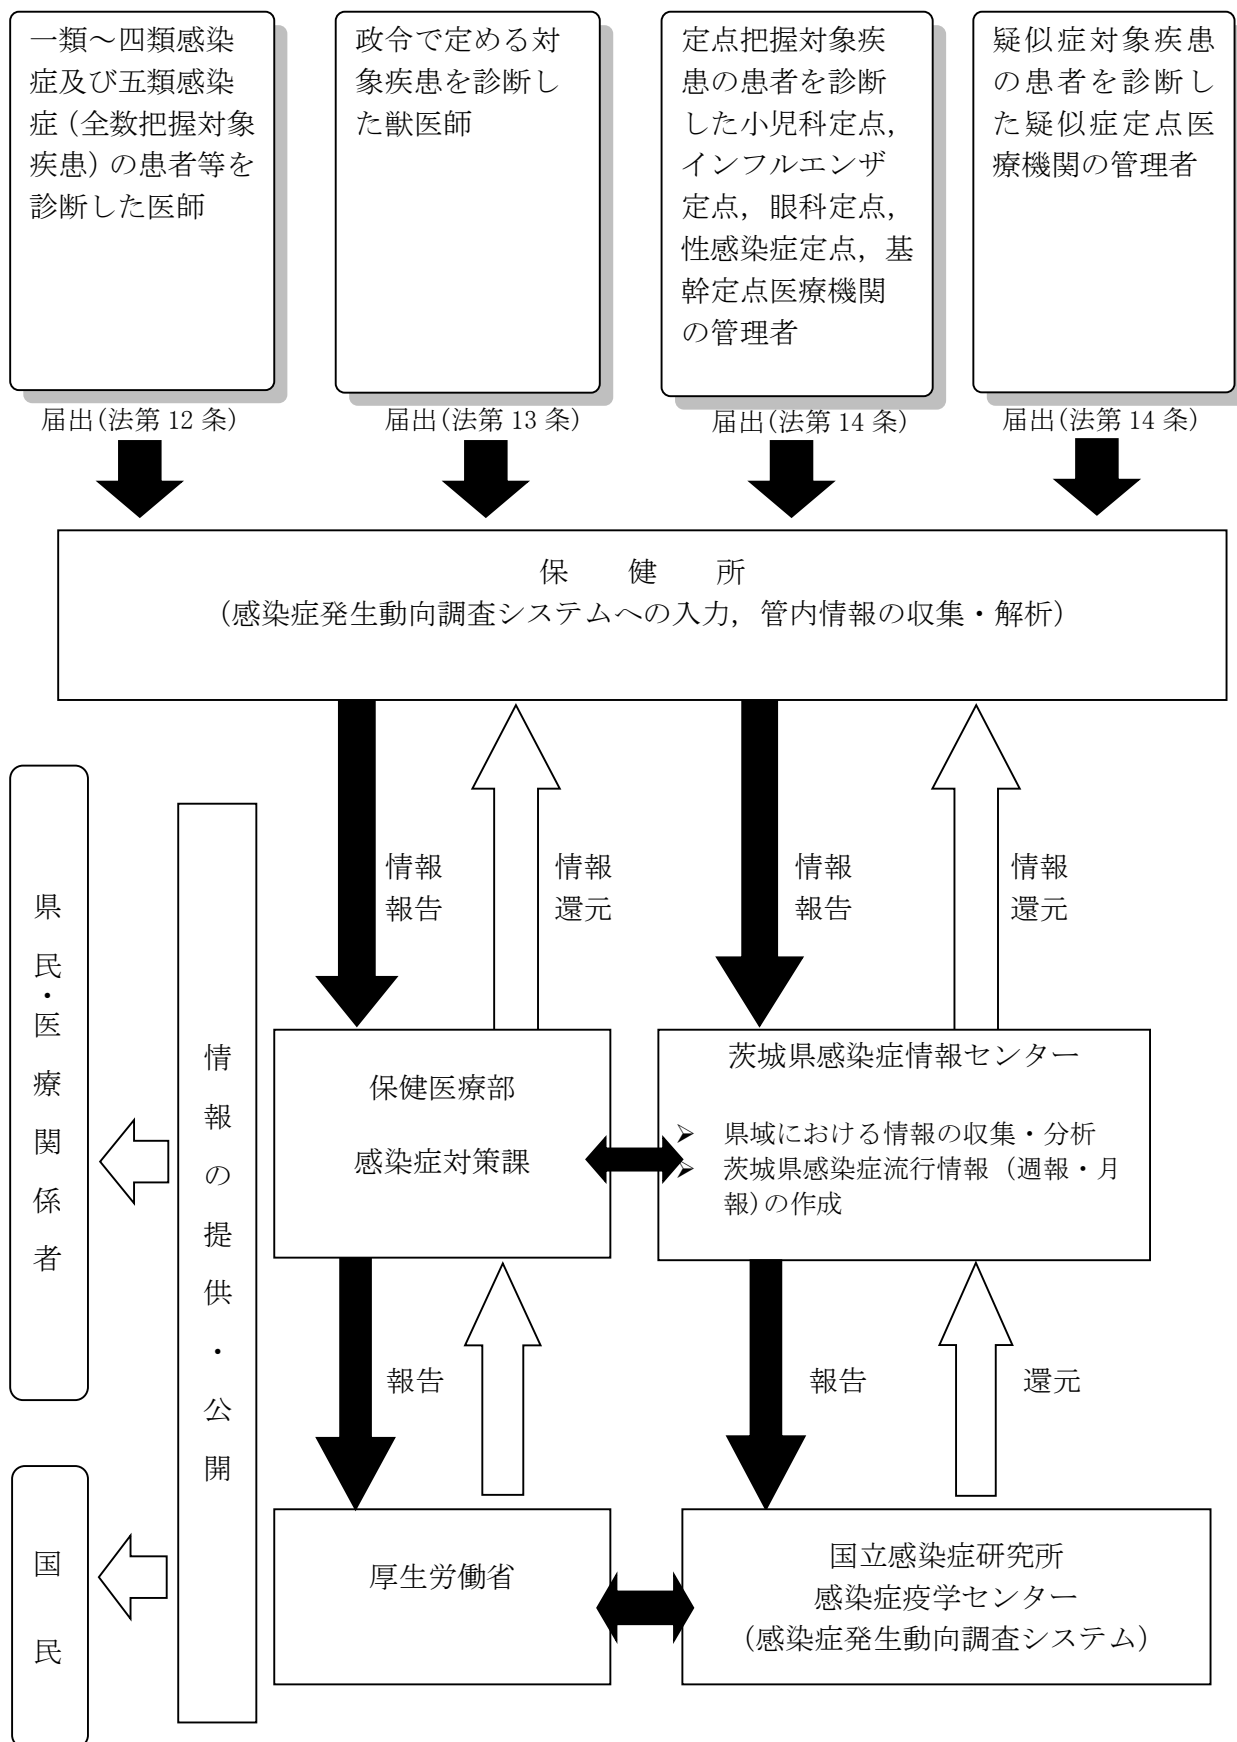 一類～四類感染
症及び五類感染
症（全数把握対象
疾患）の患者等を
診断した医師
政令で定める対
象疾患を診断し
た獣医師
定点把握対象疾
患の患者を診断
した小児科定点，
インフルエンザ
定点，眼科定点，
性感染症定点，基
幹定点医療機関
の管理者
疑似症対象疾患
の患者を診断し
た疑似症定点医
療機関の管理者
届出(法第 12 条)
届出(法第 13 条)
届出(法第 14 条)
届出(法第 14 条)
保　健　所
（感染症発生動向調査システムへの入力，管内情報の収集・解析）
情報
報告
情報
還元
情報
報告
情報
還元
県民・医療関係者
情報の提供・公開
保健医療部
感染症対策課
茨城県感染症情報センター
➢ 県域における情報の収集・分析
➢ 茨城県感染症流行情報（週報・月
報）の作成
報告
報告
還元
国民
厚生労働省
国立感染症研究所
感染症疫学センター
（感染症発生動向調査システム）